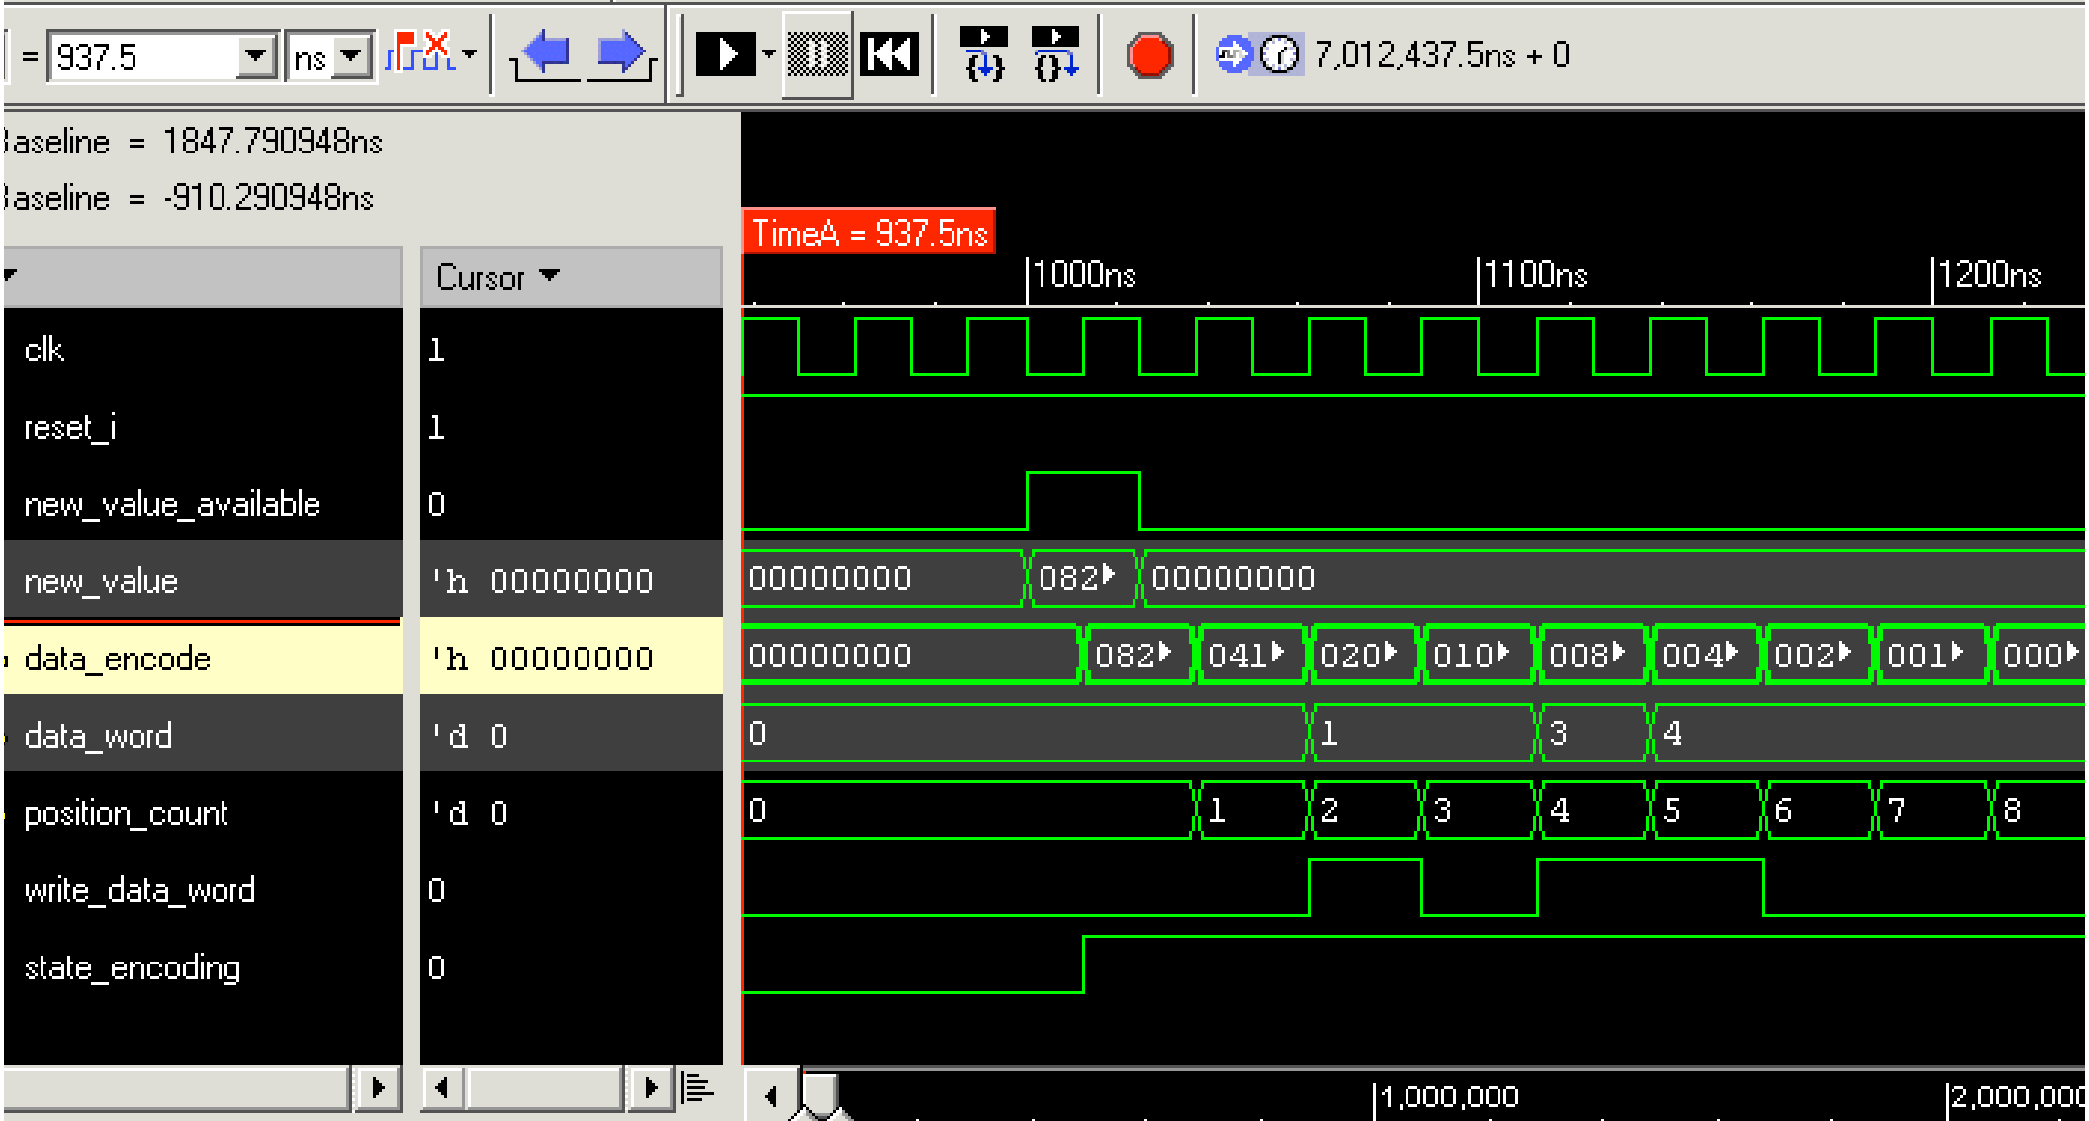 = 937.5 ns 7,012,437.5ns + 0
Baseline = 1847.790948ns
Baseline = -910.290948ns
TimeA = 937.5ns
Cursor 1000ns 1100ns 1200ns
clk 1
reset_i 1
new_value_available 0
new_value 'h 00000000 00000000 082 00000000
data_encode 'h 00000000 00000000 082 041 020 010 008 004 002 001 000
data_word 'd 0 0 1 3 4
position_count 'd 0 0 1 2 3 4 5 6 7 8
write_data_word 0
state_encoding 0
1,000,000 2,000,000